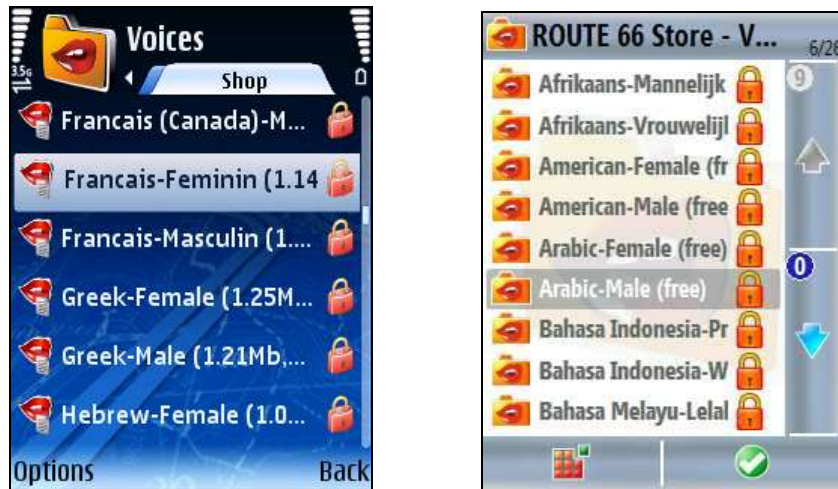 Voices
3.5G
Shop
Francais (Canada)-M...
Francais-Feminin (1.14
Francais-Masculin (1....
Greek-Female (1.25M...
Greek-Male (1.21Mb,...
Hebrew-Female (1.0...
Options Back
ROUTE 66 Store - V... 6/26
Afrikaans-Mannelijk
9
Afrikaans-Vrouwelijl
American-Female (fr
American-Male (free
Arabic-Female (free)
0
Arabic-Male (free)
Bahasa Indonesia-Pr
Bahasa Indonesia-W
Bahasa Melayu-Lelal